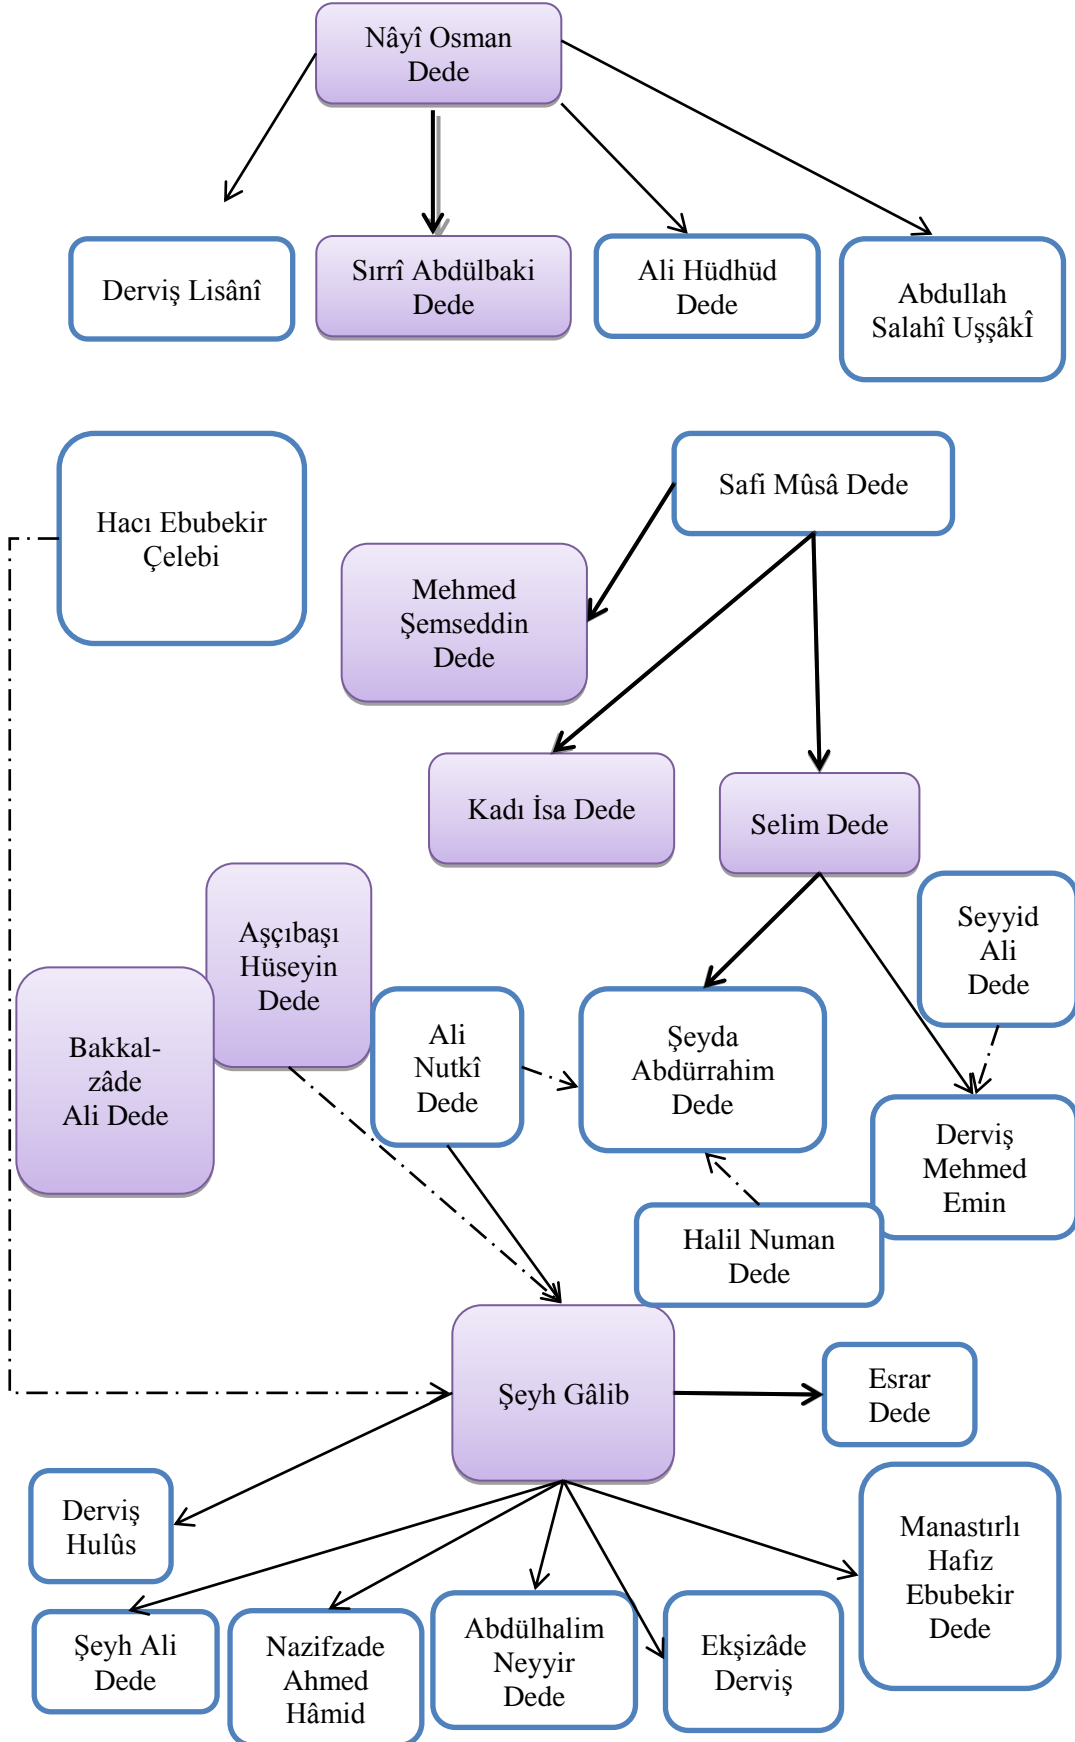 Nâyî Osman
Dede
Derviş Lisânî
Sırrî Abdülbaki
Dede
Ali Hüdhüd
Dede
Abdullah
Salahî UşşâkÎ
Hacı Ebubekir
Çelebi
Safi Mûsâ Dede
Mehmed
Şemseddin
Dede
Kadı İsa Dede
Selim Dede
Aşçıbaşı
Hüseyin
Dede
Seyyid
Ali
Dede
Bakkal-
zâde
Ali Dede
Ali
Nutkî
Dede
Şeyda
Abdürrahim
Dede
Derviş
Mehmed
Emin
Halil Numan
Dede
Şeyh Gâlib
Esrar
Dede
Derviş
Hulûs
Manastırlı
Hafız
Ebubekir
Dede
Şeyh Ali
Dede
Nazifzade
Ahmed
Hâmid
Abdülhalim
Neyyir
Dede
Ekşizâde
Derviş